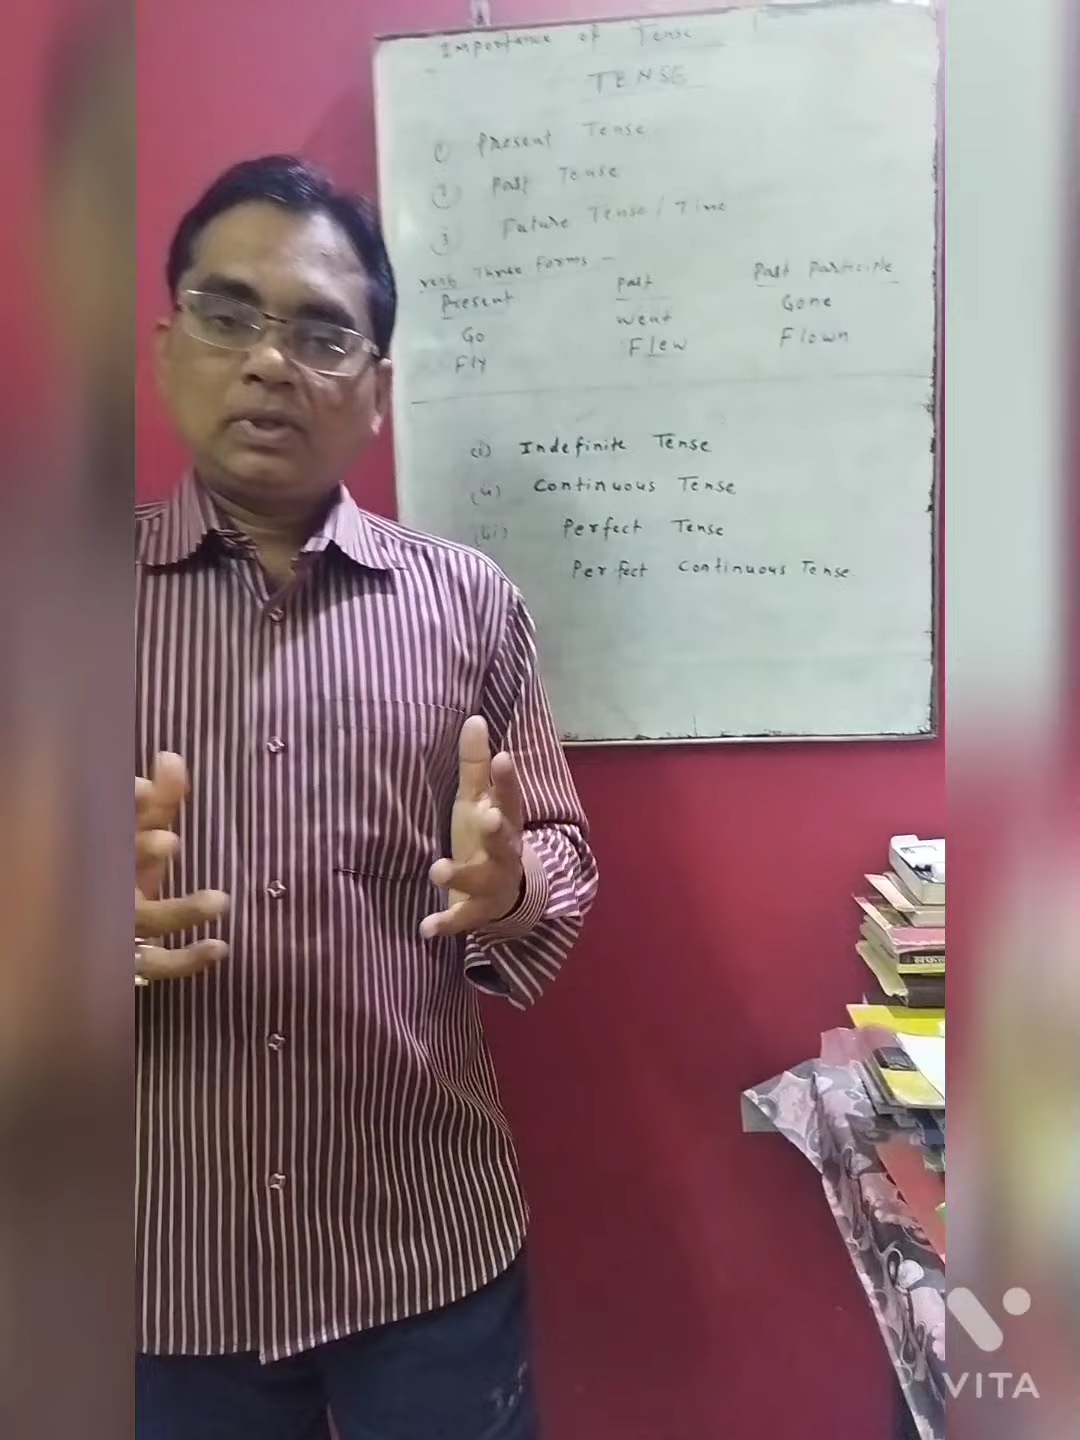 Importance of Tense
TENSE
(1) Present Tense
(2) Past Tense
(3) Future Tense / Time
Verb Three forms -
Present Past Past Participle
Go Went Gone
Fly Flew Flown
(i) Indefinite Tense
(ii) Continuous Tense
(iii) Perfect Tense
Perfect Continuous Tense
VITA